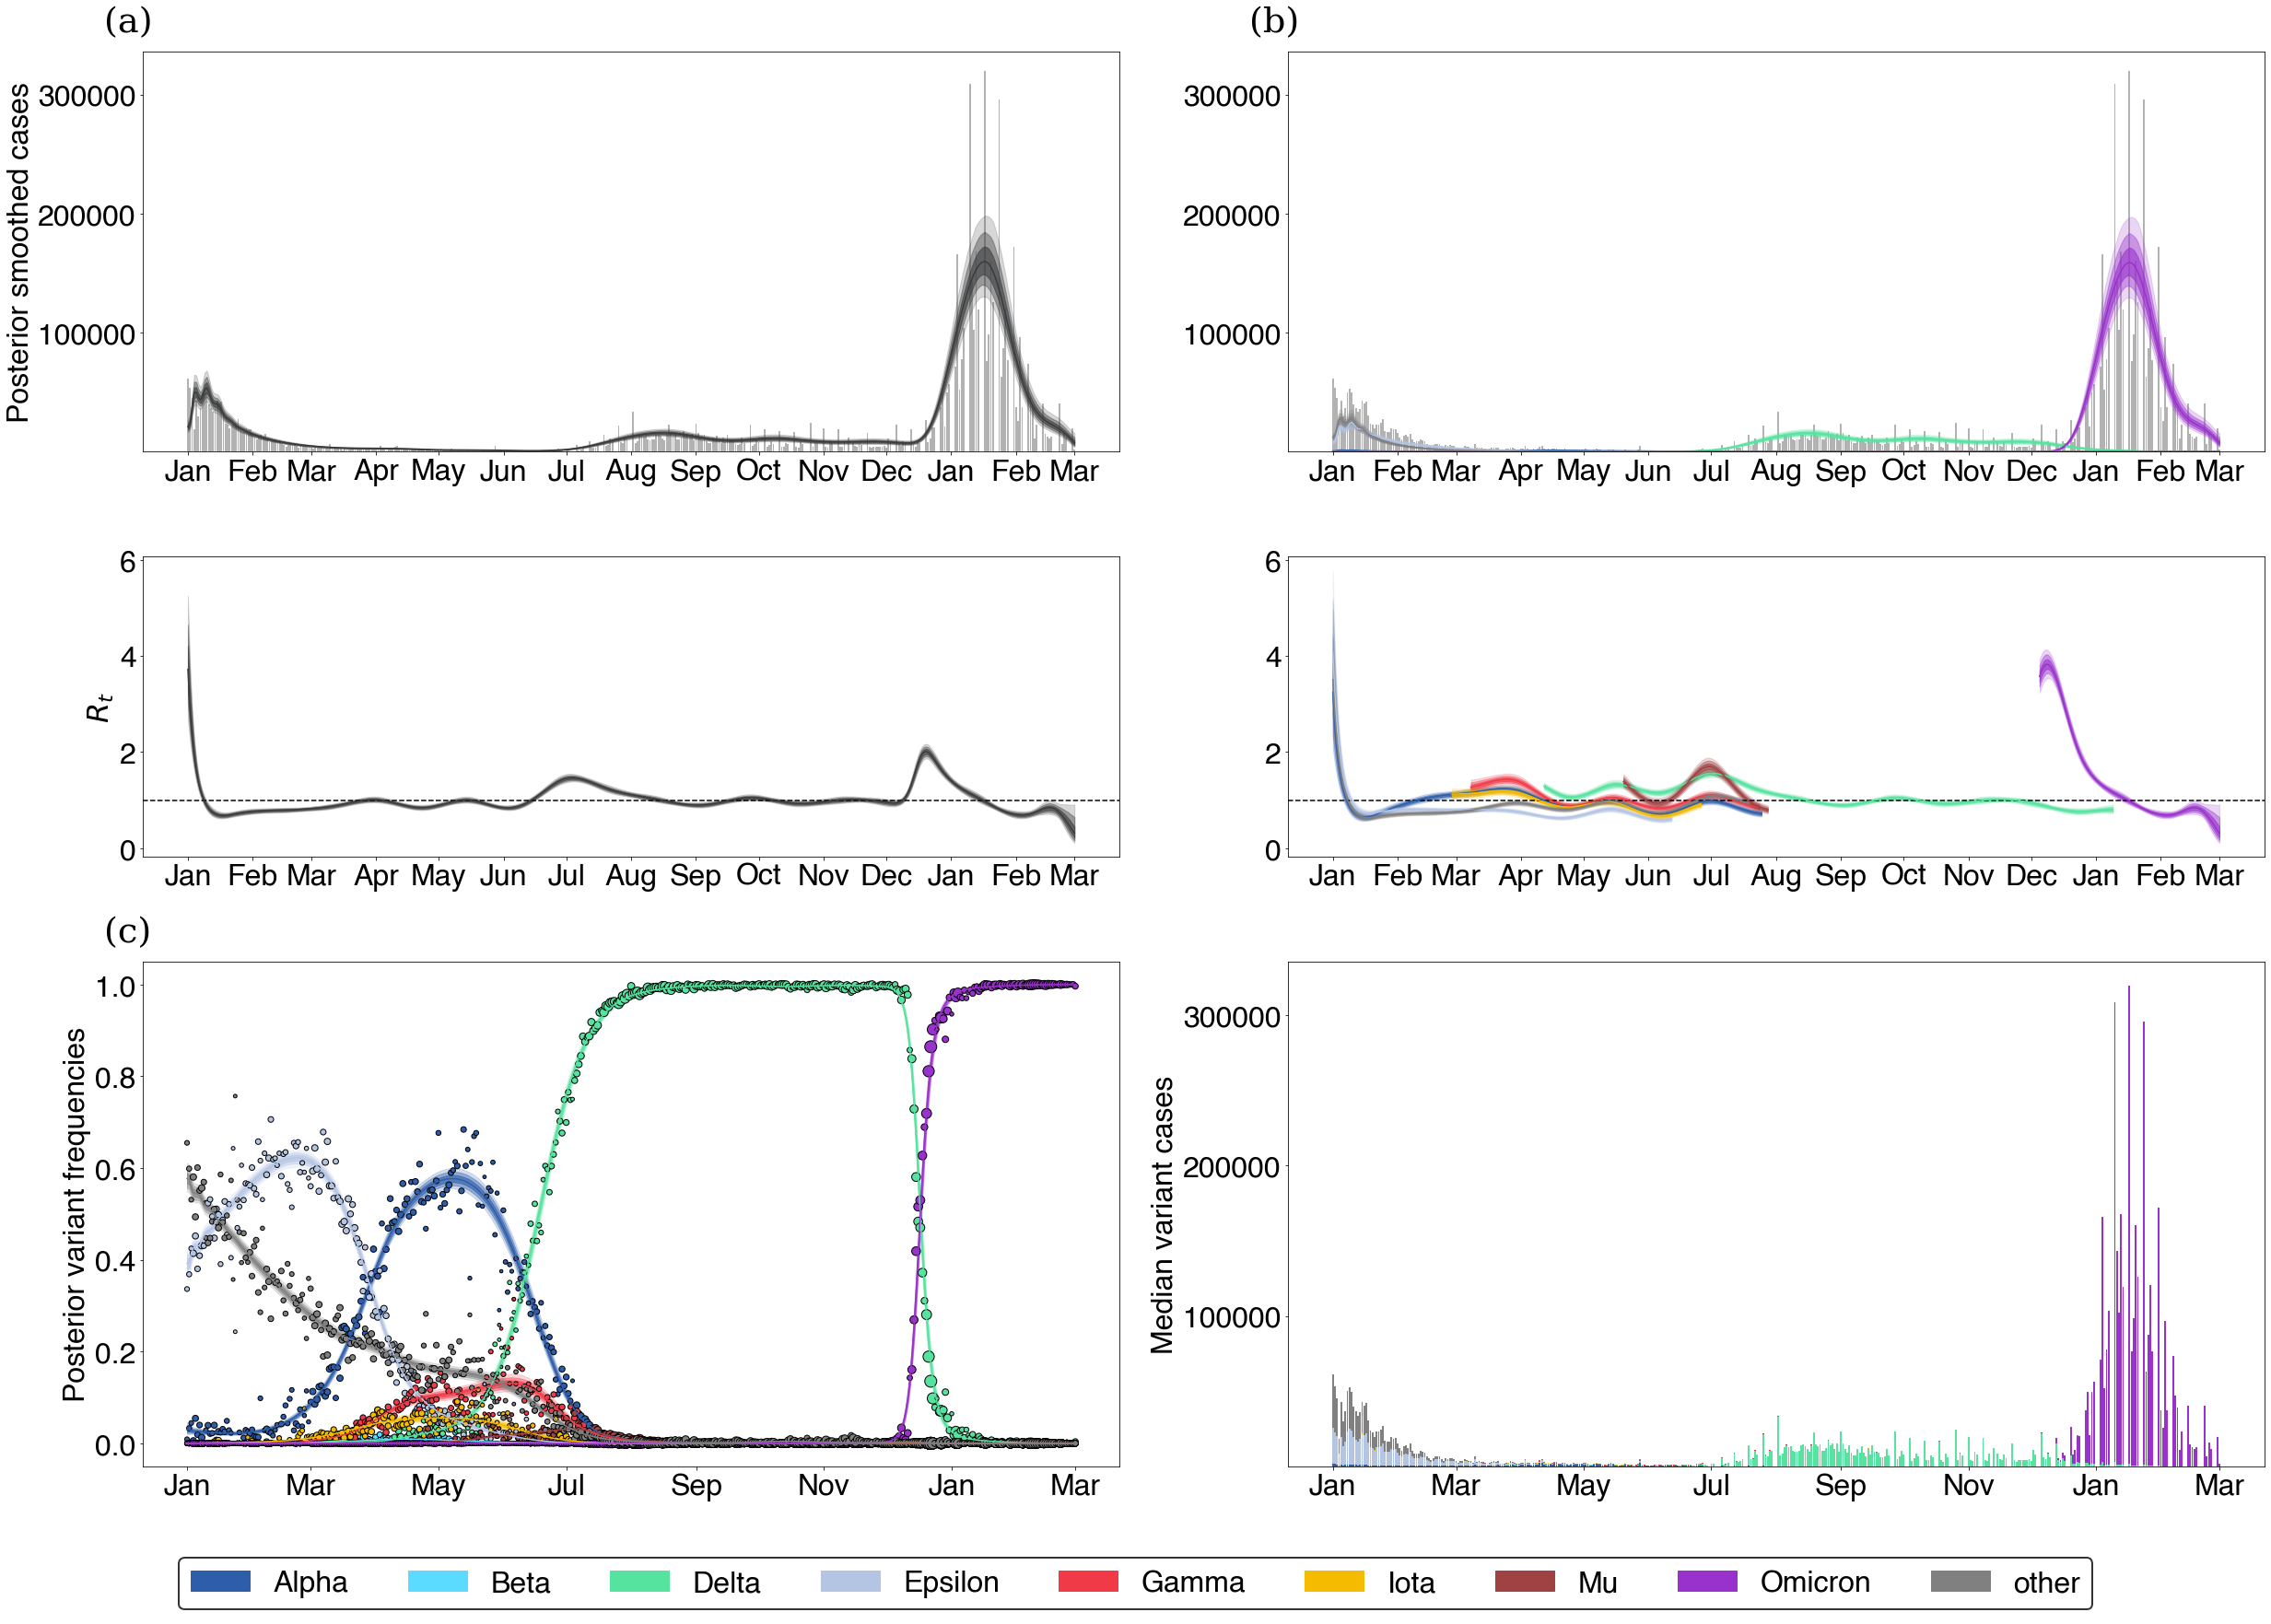 (a)
(b)
Posterior smoothed cases
300000
200000
100000
Jan Feb Mar Apr May Jun Jul Aug Sep Oct Nov Dec Jan Feb Mar
300000
200000
100000
Jan Feb Mar Apr May Jun Jul Aug Sep Oct Nov Dec Jan Feb Mar
R_t
6
4
2
0
Jan Feb Mar Apr May Jun Jul Aug Sep Oct Nov Dec Jan Feb Mar
6
4
2
0
Jan Feb Mar Apr May Jun Jul Aug Sep Oct Nov Dec Jan Feb Mar
(c)
Posterior variant frequencies
1.0
0.8
0.6
0.4
0.2
0.0
Jan Mar May Jul Sep Nov Jan Mar
Median variant cases
300000
200000
100000
Jan Mar May Jul Sep Nov Jan Mar
Alpha Beta Delta Epsilon Gamma Iota Mu Omicron other